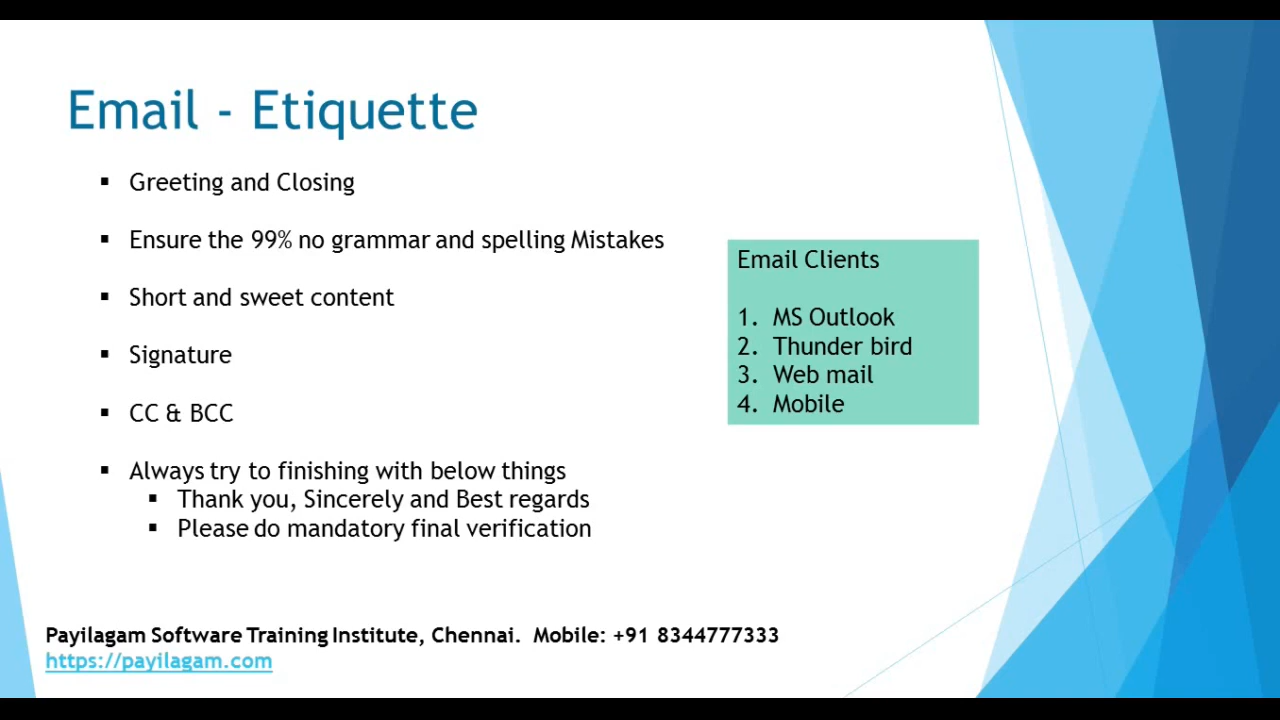 Email - Etiquette
▪ Greeting and Closing
▪ Ensure the 99% no grammar and spelling Mistakes
▪ Short and sweet content
▪ Signature
▪ CC & BCC
▪ Always try to finishing with below things
▪ Thank you, Sincerely and Best regards
▪ Please do mandatory final verification
Email Clients
1. MS Outlook
2. Thunder bird
3. Web mail
4. Mobile
Payilagam Software Training Institute, Chennai. Mobile: +91 8344777333
https://payilagam.com